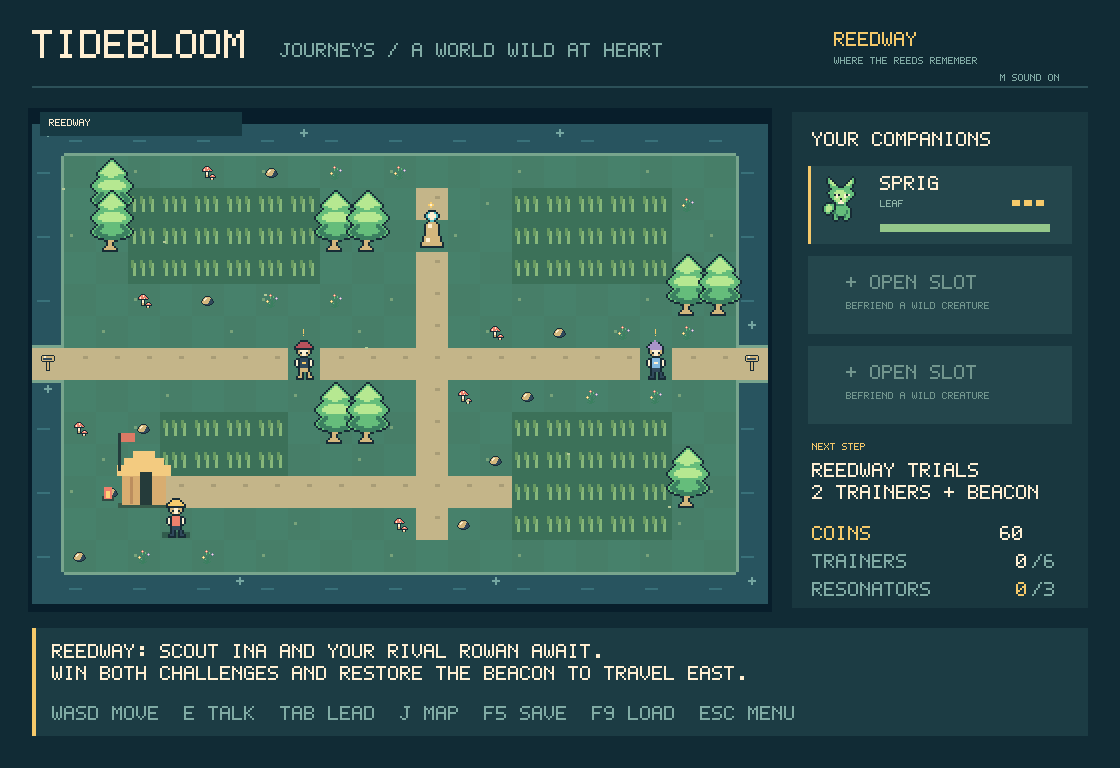 TIDEBLOOM
JOURNEYS / A WORLD WILD AT HEART
REEDWAY
WHERE THE REEDS REMEMBER
M SOUND ON
REEDWAY
YOUR COMPANIONS
SPRIG
LEAF
+ OPEN SLOT
BEFRIEND A WILD CREATURE
+ OPEN SLOT
BEFRIEND A WILD CREATURE
NEXT STEP
REEDWAY TRIALS
2 TRAINERS + BEACON
COINS 60
TRAINERS 0/6
RESONATORS 0/3
REEDWAY: SCOUT INA AND YOUR RIVAL ROWAN AWAIT.
WIN BOTH CHALLENGES AND RESTORE THE BEACON TO TRAVEL EAST.
WASD MOVE E TALK TAB LEAD J MAP F5 SAVE F9 LOAD ESC MENU